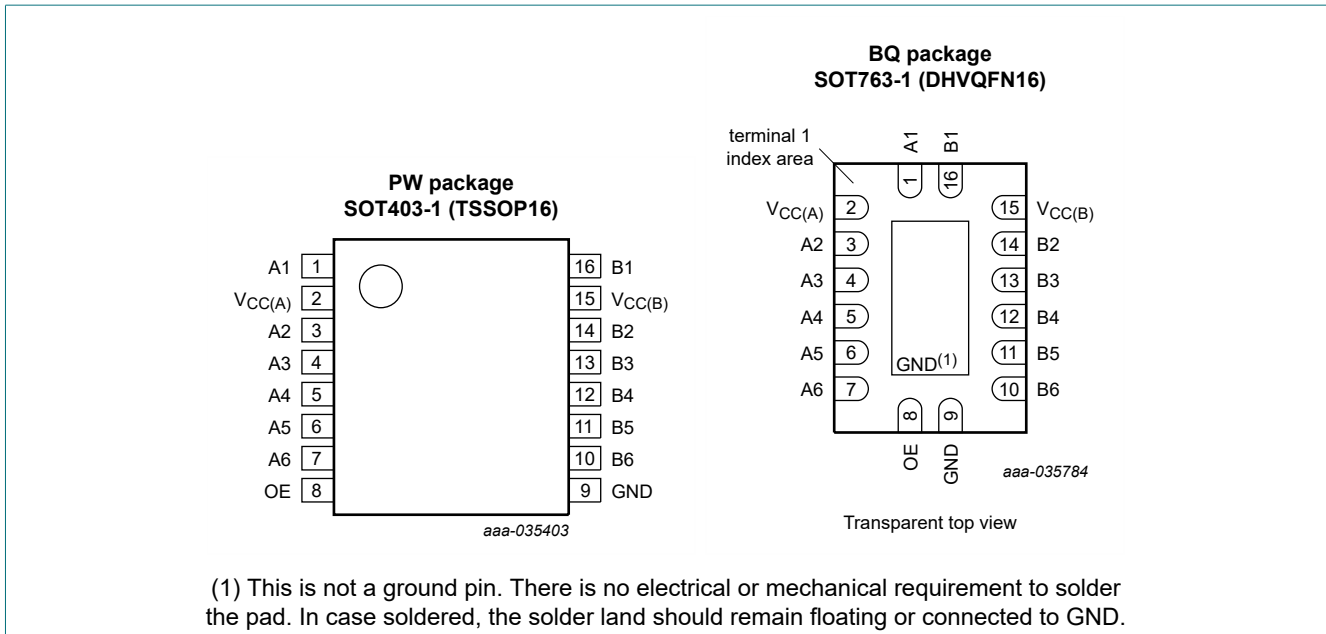 PW package
SOT403-1 (TSSOP16)
A1 1
VCC(A) 2
A2 3
A3 4
A4 5
A5 6
A6 7
OE 8
16 B1
15 VCC(B)
14 B2
13 B3
12 B4
11 B5
10 B6
9 GND
aaa-035403
BQ package
SOT763-1 (DHVQFN16)
terminal 1
index area
A1
B1
1
16
VCC(A) 2
A2 3
A3 4
A4 5
A5 6
A6 7
15 VCC(B)
14 B2
13 B3
12 B4
11 B5
10 B6
GND(1)
8
9
OE
GND
aaa-035784
Transparent top view
(1) This is not a ground pin. There is no electrical or mechanical requirement to solder
the pad. In case soldered, the solder land should remain floating or connected to GND.